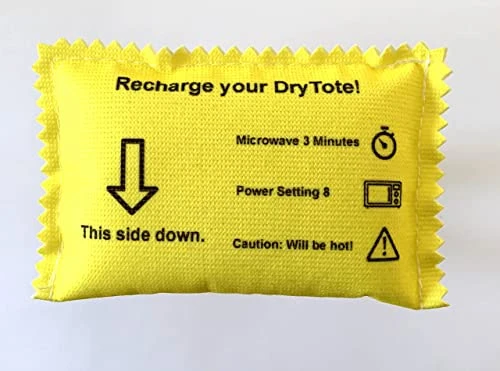 Recharge your DryTote!
Microwave 3 Minutes
Power Setting 8
This side down.
Caution: Will be hot!